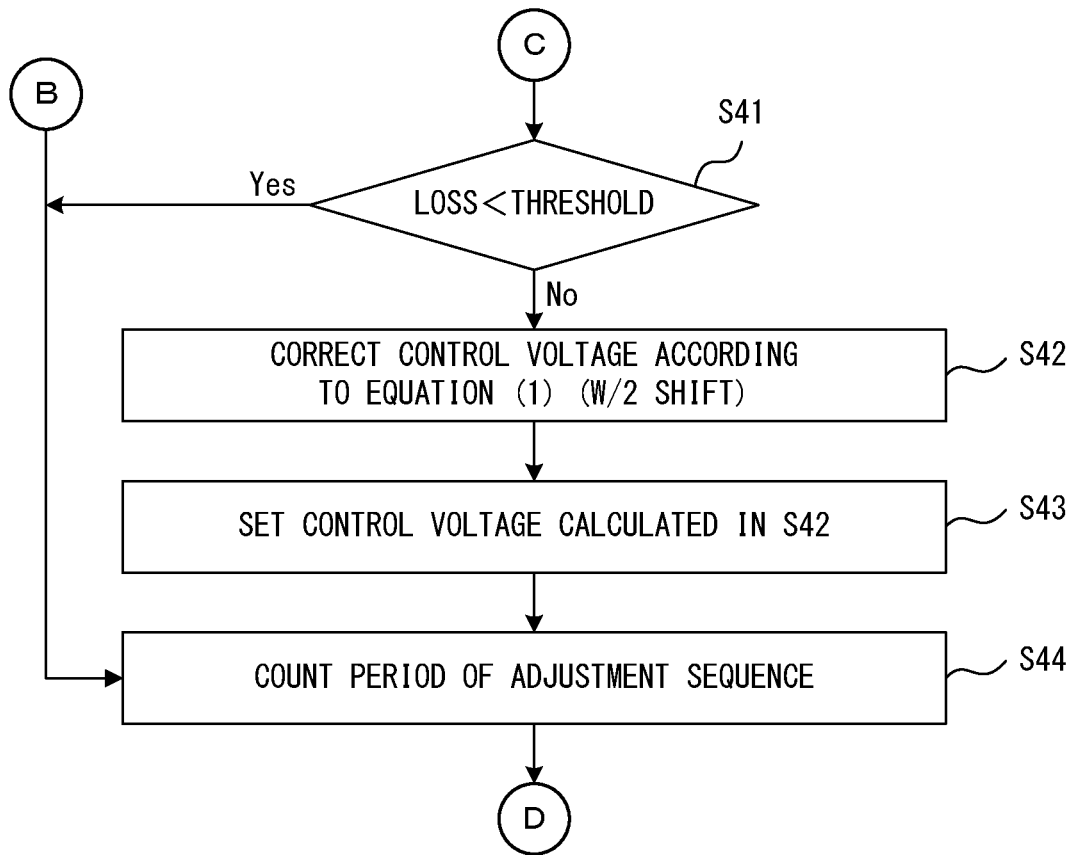 C
B
S41
Yes
LOSS<THRESHOLD
No
CORRECT CONTROL VOLTAGE ACCORDING
TO EQUATION (1) (W/2 SHIFT)
S42
SET CONTROL VOLTAGE CALCULATED IN S42
S43
COUNT PERIOD OF ADJUSTMENT SEQUENCE
S44
D